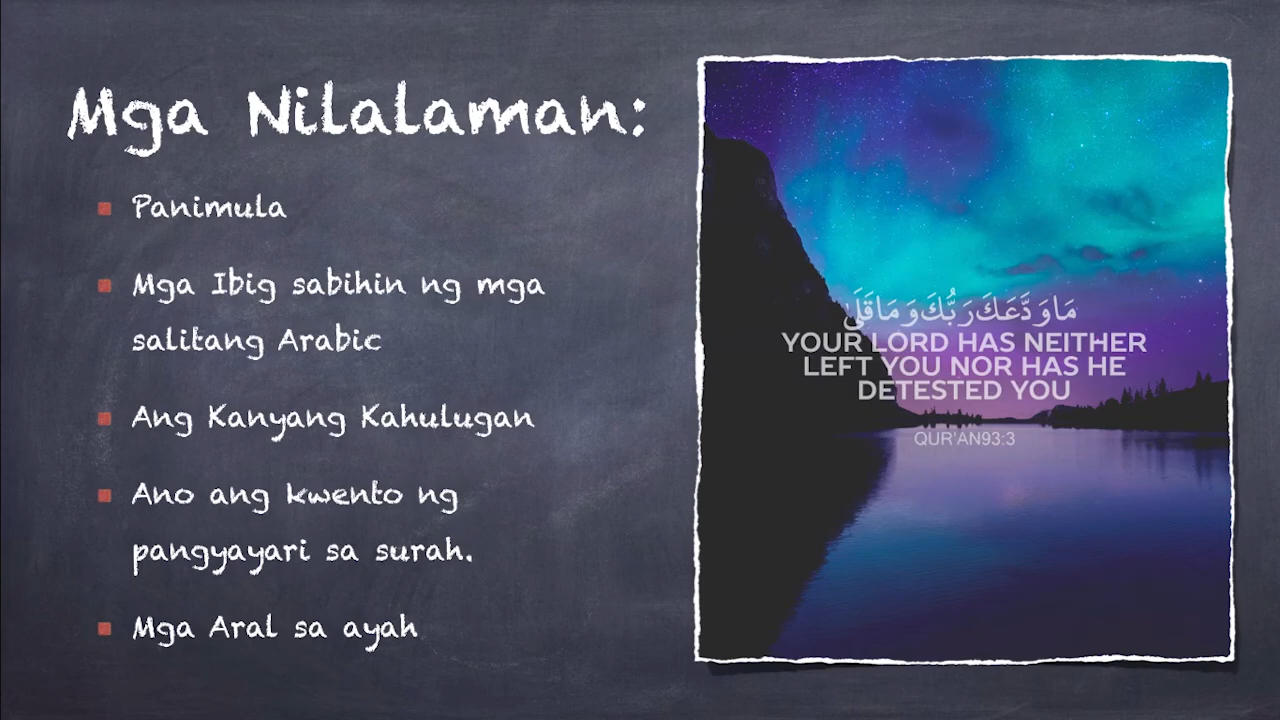 Mga Nilalaman:
Panimula
Mga Ibig sabihin ng mga
salitang Arabic
Ang Kanyang Kahulugan
Ano ang kwento ng
pangyayari sa surah.
Mga Aral sa ayah
مَا وَدَّعَكَ رَبُّكَ وَمَا قَلَىٰ
YOUR LORD HAS NEITHER
LEFT YOU NOR HAS HE
DETESTED YOU
QUR'AN93:3